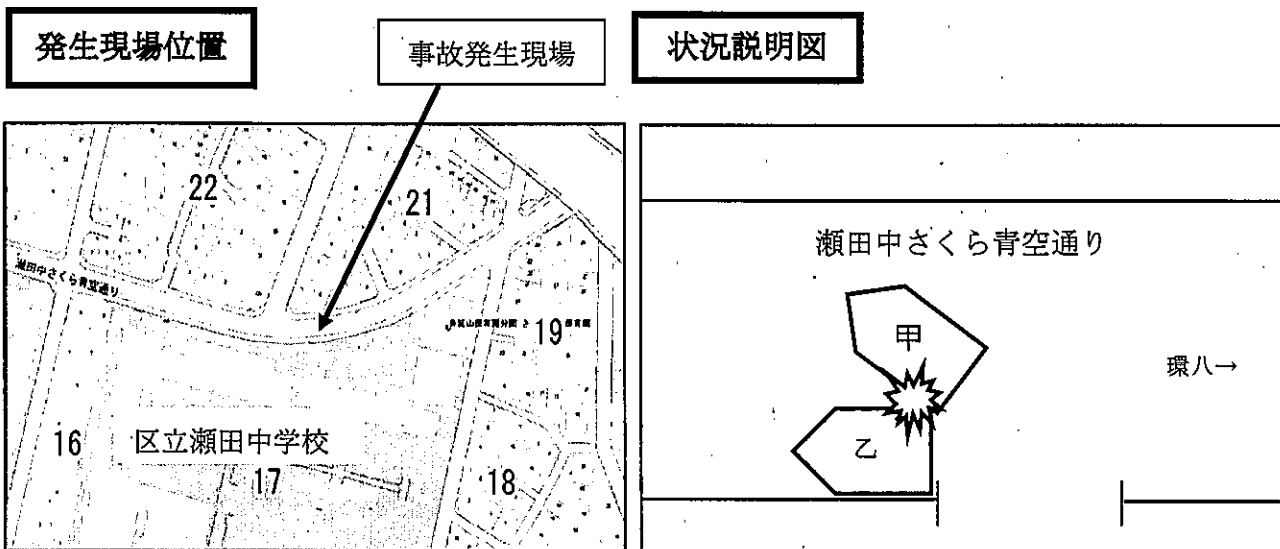 発生現場位置
事故発生現場
状況説明図
22
21
瀬田中さくら青空通り
19
16
区立瀬田中学校
17
18
瀬田中さくら青空通り
甲
環八→
乙